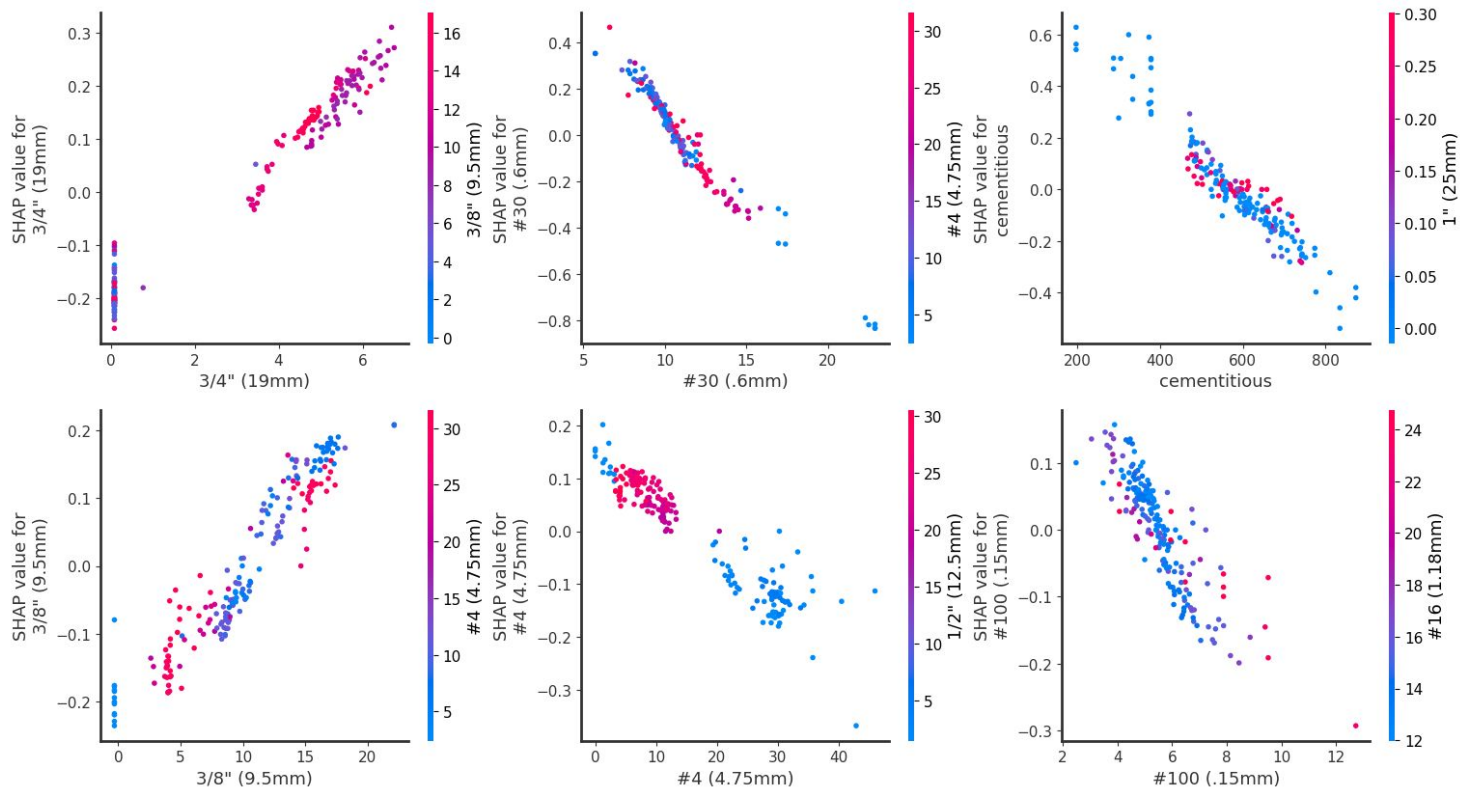 0.3
0.2
0.1
0.0
−0.1
−0.2
SHAP value for
3/4" (19mm)
0 2 4 6
3/4" (19mm)
16
14
12
10
8
6
4
2
0
3/8" (9.5mm)
0.4
0.2
0.0
−0.2
−0.4
−0.6
−0.8
SHAP value for
#30 (.6mm)
5 10 15 20
#30 (.6mm)
30
25
20
15
10
5
#4 (4.75mm)
0.6
0.4
0.2
0.0
−0.2
−0.4
SHAP value for
cementitious
200 400 600 800
cementitious
0.30
0.25
0.20
0.15
0.10
0.05
0.00
1" (25mm)
0.2
0.1
0.0
−0.1
−0.2
SHAP value for
3/8" (9.5mm)
0 5 10 15 20
3/8" (9.5mm)
30
25
20
15
10
5
#4 (4.75mm)
0.2
0.1
0.0
−0.1
−0.2
−0.3
SHAP value for
#4 (4.75mm)
0 10 20 30 40
#4 (4.75mm)
30
25
20
15
10
5
1/2" (12.5mm)
0.1
0.0
−0.1
−0.2
−0.3
SHAP value for
#100 (.15mm)
2 4 6 8 10 12
#100 (.15mm)
24
22
20
18
16
14
12
#16 (1.18mm)